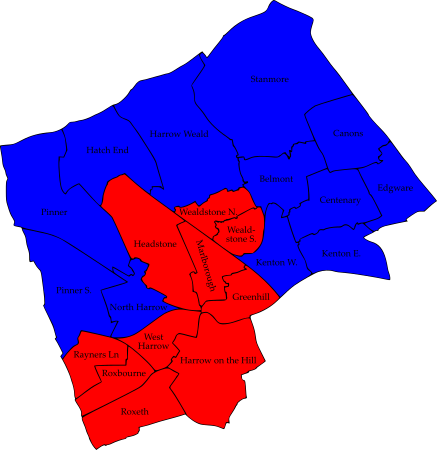 Stanmore
Harrow Weald
Canons
Hatch End
Belmont
Edgware
Centenary
Pinner
Wealdstone N.
Weald-
stone S.
Headstone
Marlborough
Kenton E.
Kenton W.
Pinner S.
Greenhill
North Harrow
West
Harrow
Rayners Ln
Harrow on the Hill
Roxbourne
Roxeth